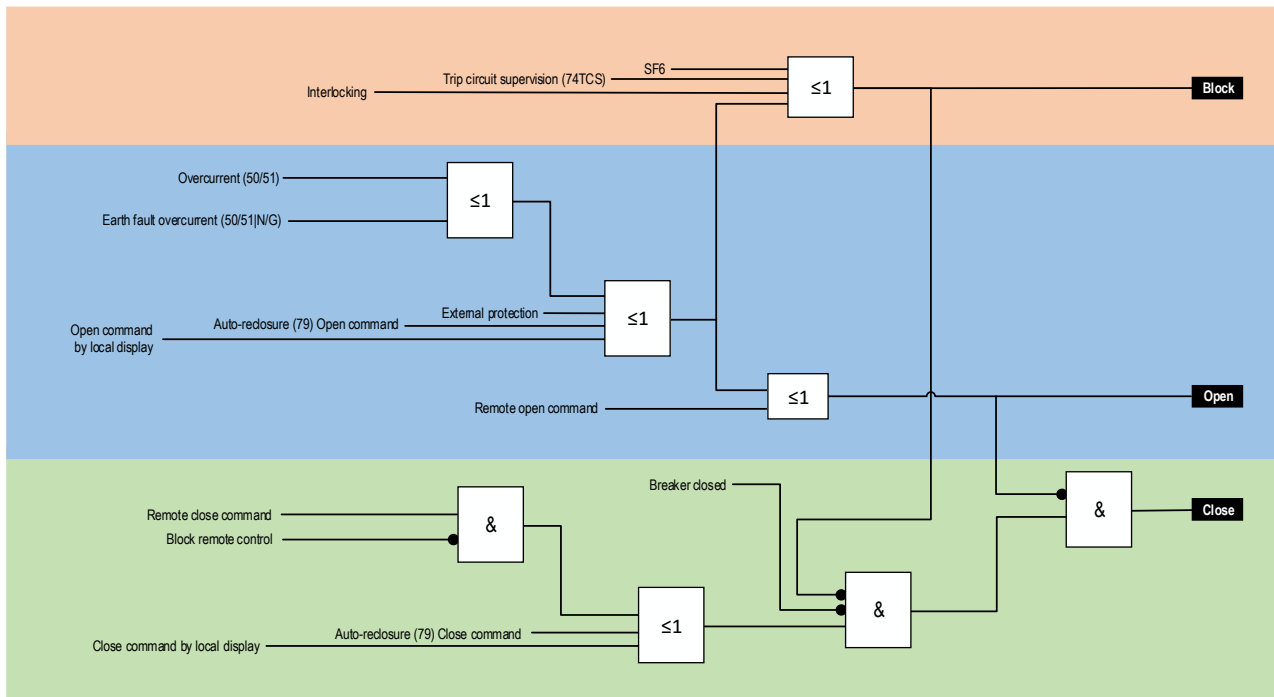 SF6
Trip circuit supervision (74TCS)
Interlocking
≤1
Block
Overcurrent (50/51)
Earth fault overcurrent (50/51|N/G)
≤1
External protection
Auto-reclosure (79) Open command
Open command
by local display
≤1
Remote open command
≤1
Open
Breaker closed
Remote close command
Block remote control
&
&
Close
Auto-reclosure (79) Close command
Close command by local display
≤1
&